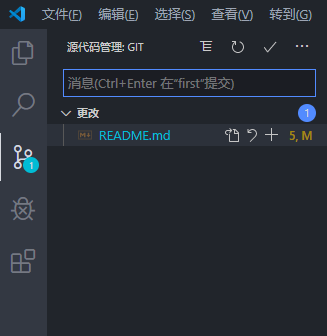 文件(F) 编辑(E) 选择(S) 查看(V) 转到(G)
源代码管理: GIT
消息(Ctrl+Enter 在"first"提交)
更改 1
README.md 5, M
1